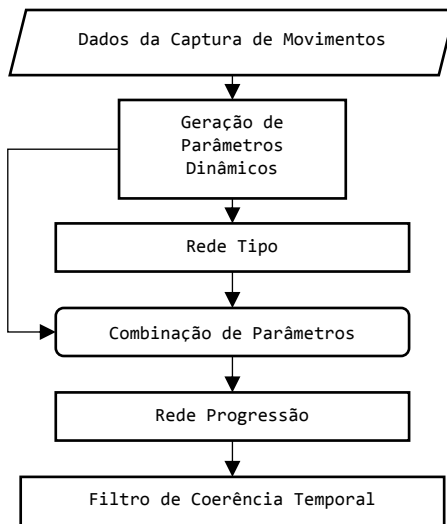 Dados da Captura de Movimentos
Geração de
Parâmetros
Dinâmicos
Rede Tipo
Combinação de Parâmetros
Rede Progressão
Filtro de Coerência Temporal